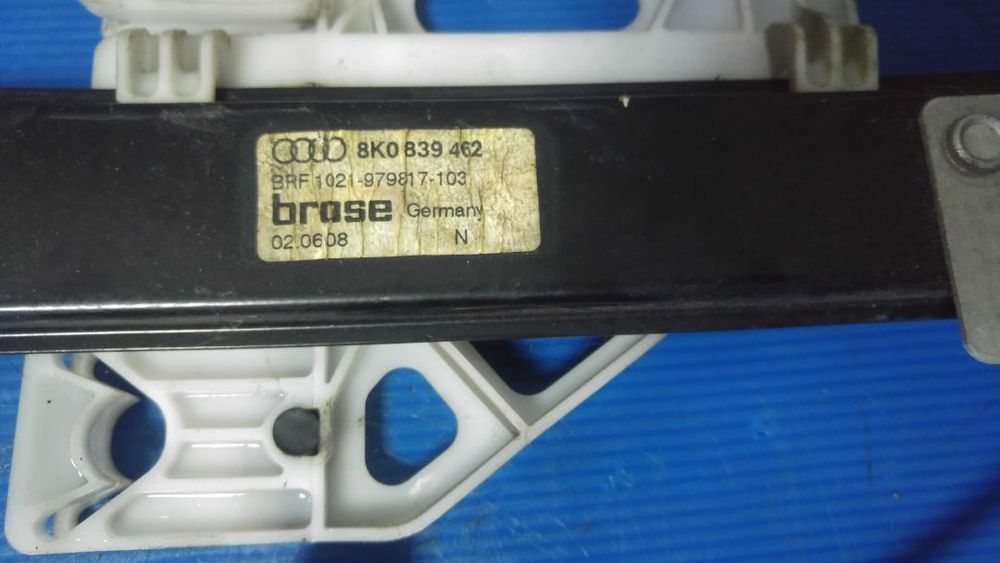 8K0 839 462
BRF 1021-979817-103
brose Germany
02.0608 N